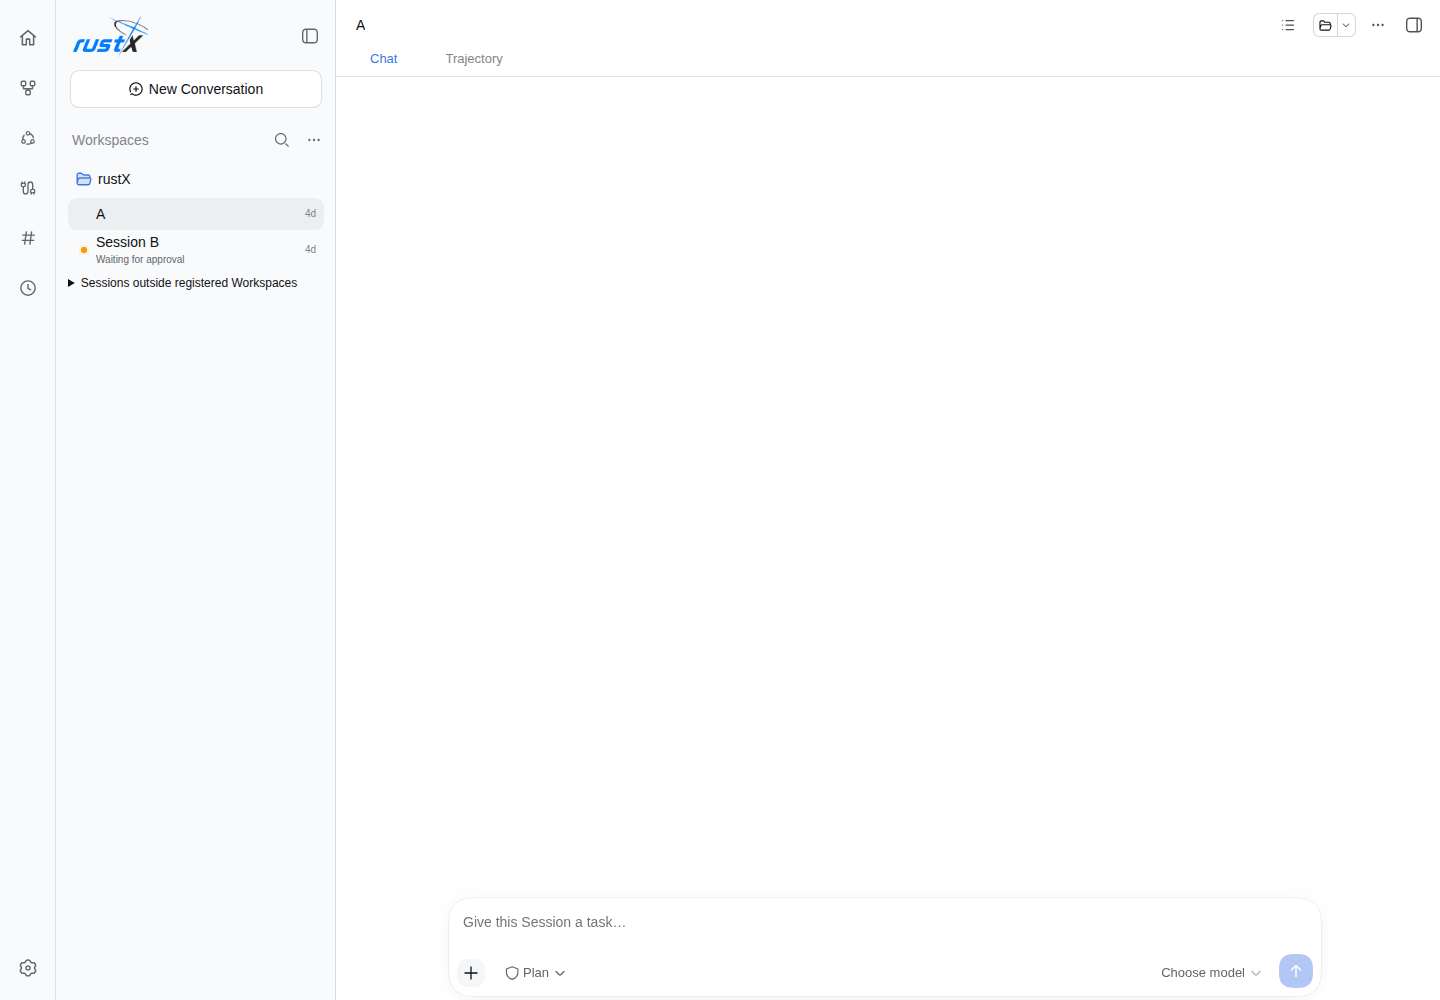 rustX
New Conversation
Workspaces
rustX
A 4d
Session B 4d
Waiting for approval
Sessions outside registered Workspaces
A
Chat Trajectory
Give this Session a task…
Plan
Choose model